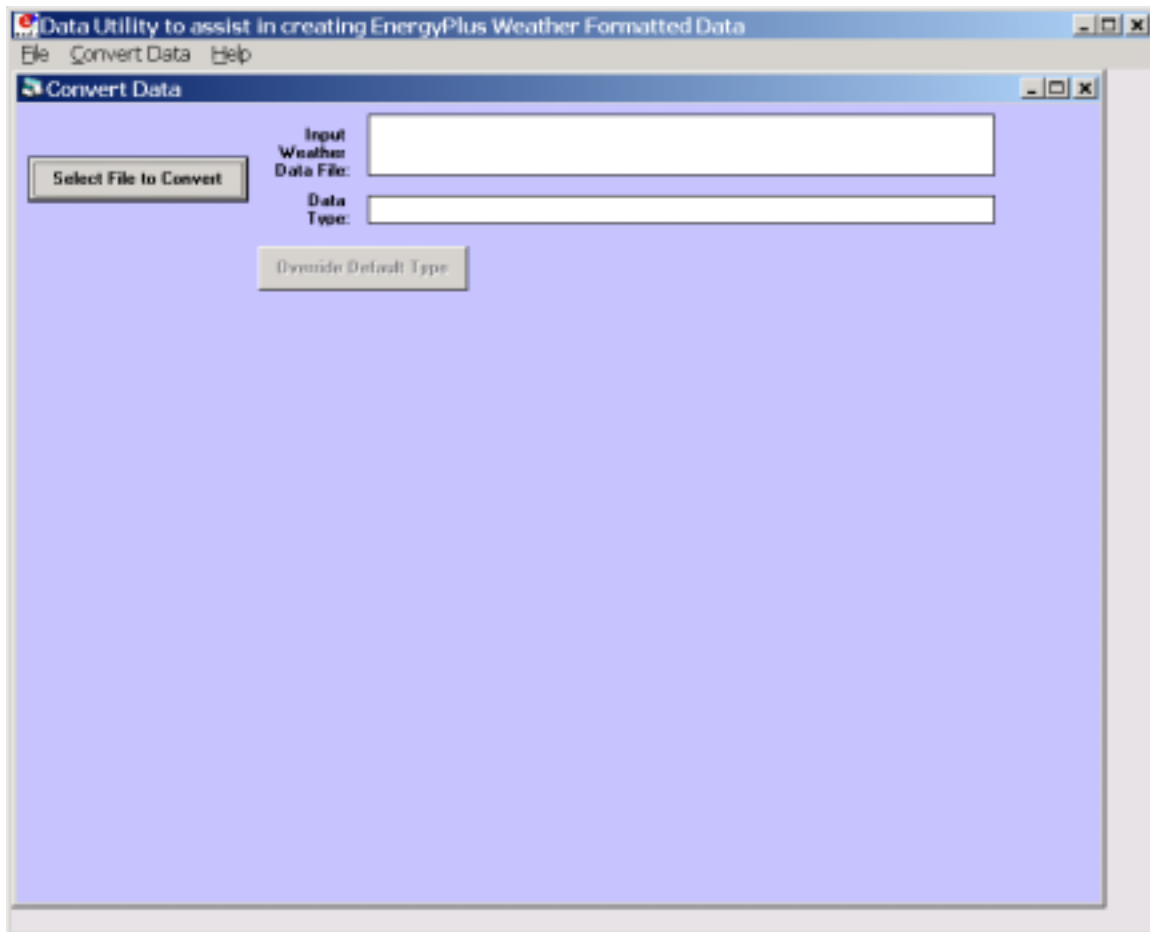 Data Utility to assist in creating EnergyPlus Weather Formatted Data
File Convert Data Help
Convert Data
Input
Weather
Data File:
Select File to Convert
Data
Type:
Override Default Type